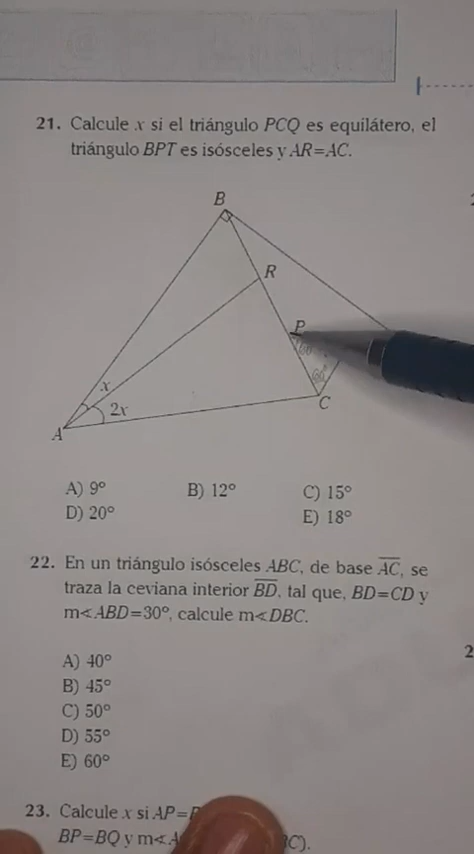 21. Calcule x si el triángulo PCQ es equilátero, el
triángulo BPT es isósceles y AR=AC.
B
R
P
60
60°
x
2x
A
C
A) 9° B) 12° C) 15°
D) 20° E) 18°
22. En un triángulo isósceles ABC, de base AC, se
traza la ceviana interior BD, tal que, BD=CD y
m∢ABD=30°, calcule m∢DBC.
A) 40°
B) 45°
C) 50°
D) 55°
E) 60°
2
23. Calcule x si AP=
BP=BQ y m∢A C).